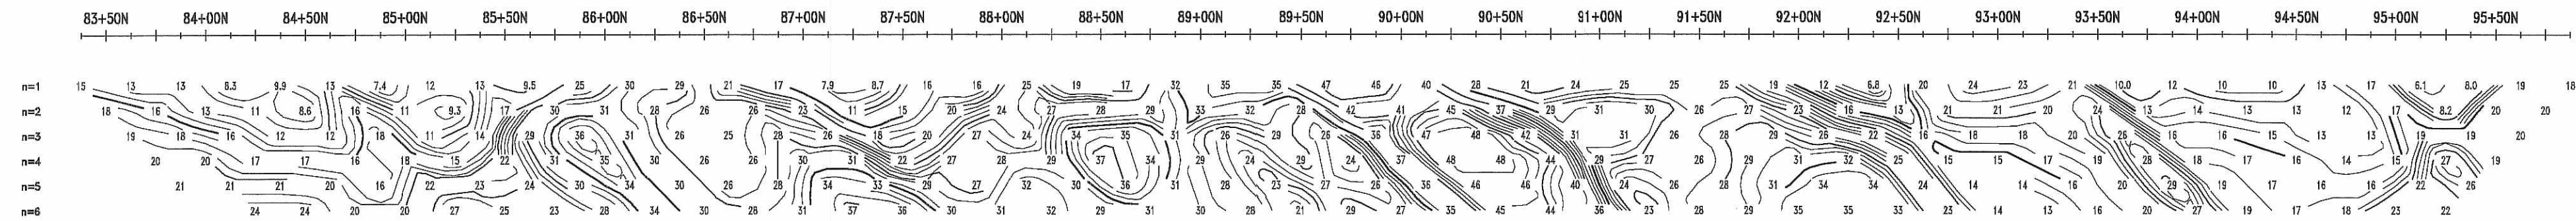 83+50N 84+00N 84+50N 85+00N 85+50N 86+00N 86+50N 87+00N 87+50N 88+00N 88+50N 89+00N 89+50N 90+00N 90+50N 91+00N 91+50N 92+00N 92+50N 93+00N 93+50N 94+00N 94+50N 95+00N 95+50N
n=1 15 13 13 8.3 9.9 13 7.4 12 13 9.5 25 30 29 21 17 7.9 8.7 16 16 25 19 17 32 35 35 47 46 40 28 21 24 25 25 25 19 12 6.8 20 24 23 21 10.0 12 10 10 13 17 6.1 8.0 19 18
n=2 18 16 13 11 8.6 16 11 9.3 17 30 31 28 26 26 23 11 15 20 24 27 28 29 33 32 28 42 41 45 37 29 31 30 26 27 23 16 13 21 21 20 24 13 14 13 13 12 17 8.2 20 20
n=3 19 18 16 12 12 18 11 14 29 36 31 26 25 28 26 18 20 27 24 34 35 31 26 29 26 36 47 48 42 31 31 26 28 29 26 22 16 18 18 20 26 16 16 15 13 13 19 19 20
n=4 20 20 17 17 16 18 15 22 31 35 30 26 26 30 31 22 27 28 29 37 34 29 24 29 24 37 48 48 44 29 27 26 29 31 32 25 15 15 17 19 28 18 17 16 14 15 27 19
n=5 21 21 21 20 16 22 23 24 30 34 30 26 28 34 33 29 27 32 30 36 31 28 23 27 26 36 46 46 40 24 26 28 31 34 34 24 14 14 16 20 29 19 17 16 16 22 26
n=6 24 24 20 20 27 25 23 28 34 30 28 31 37 36 30 31 32 29 31 30 28 21 29 27 35 45 44 36 23 28 29 35 35 33 23 14 13 16 20 27 19 17 18 23 22